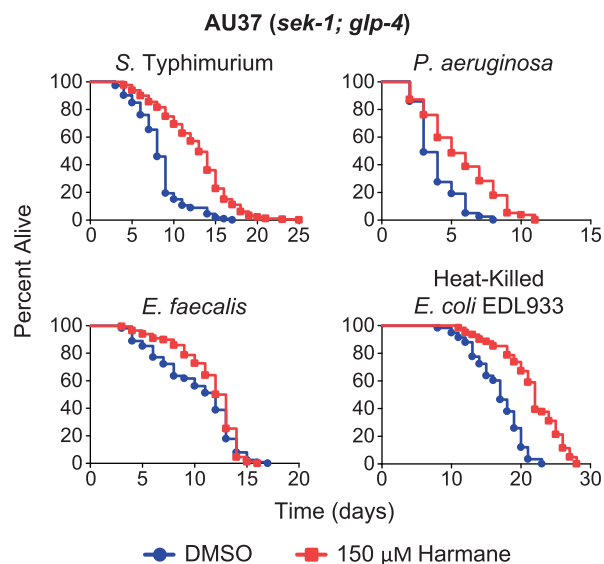 AU37 (sek-1; glp-4)
S. Typhimurium
P. aeruginosa
100
80
60
40
20
0
0 5 10 15 20 25
100
80
60
40
20
0
0 5 10 15
Percent Alive
E. faecalis
Heat-Killed
E. coli EDL933
100
80
60
40
20
0
0 5 10 15 20
100
80
60
40
20
0
0 10 20 30
Time (days)
DMSO
150 μM Harmane